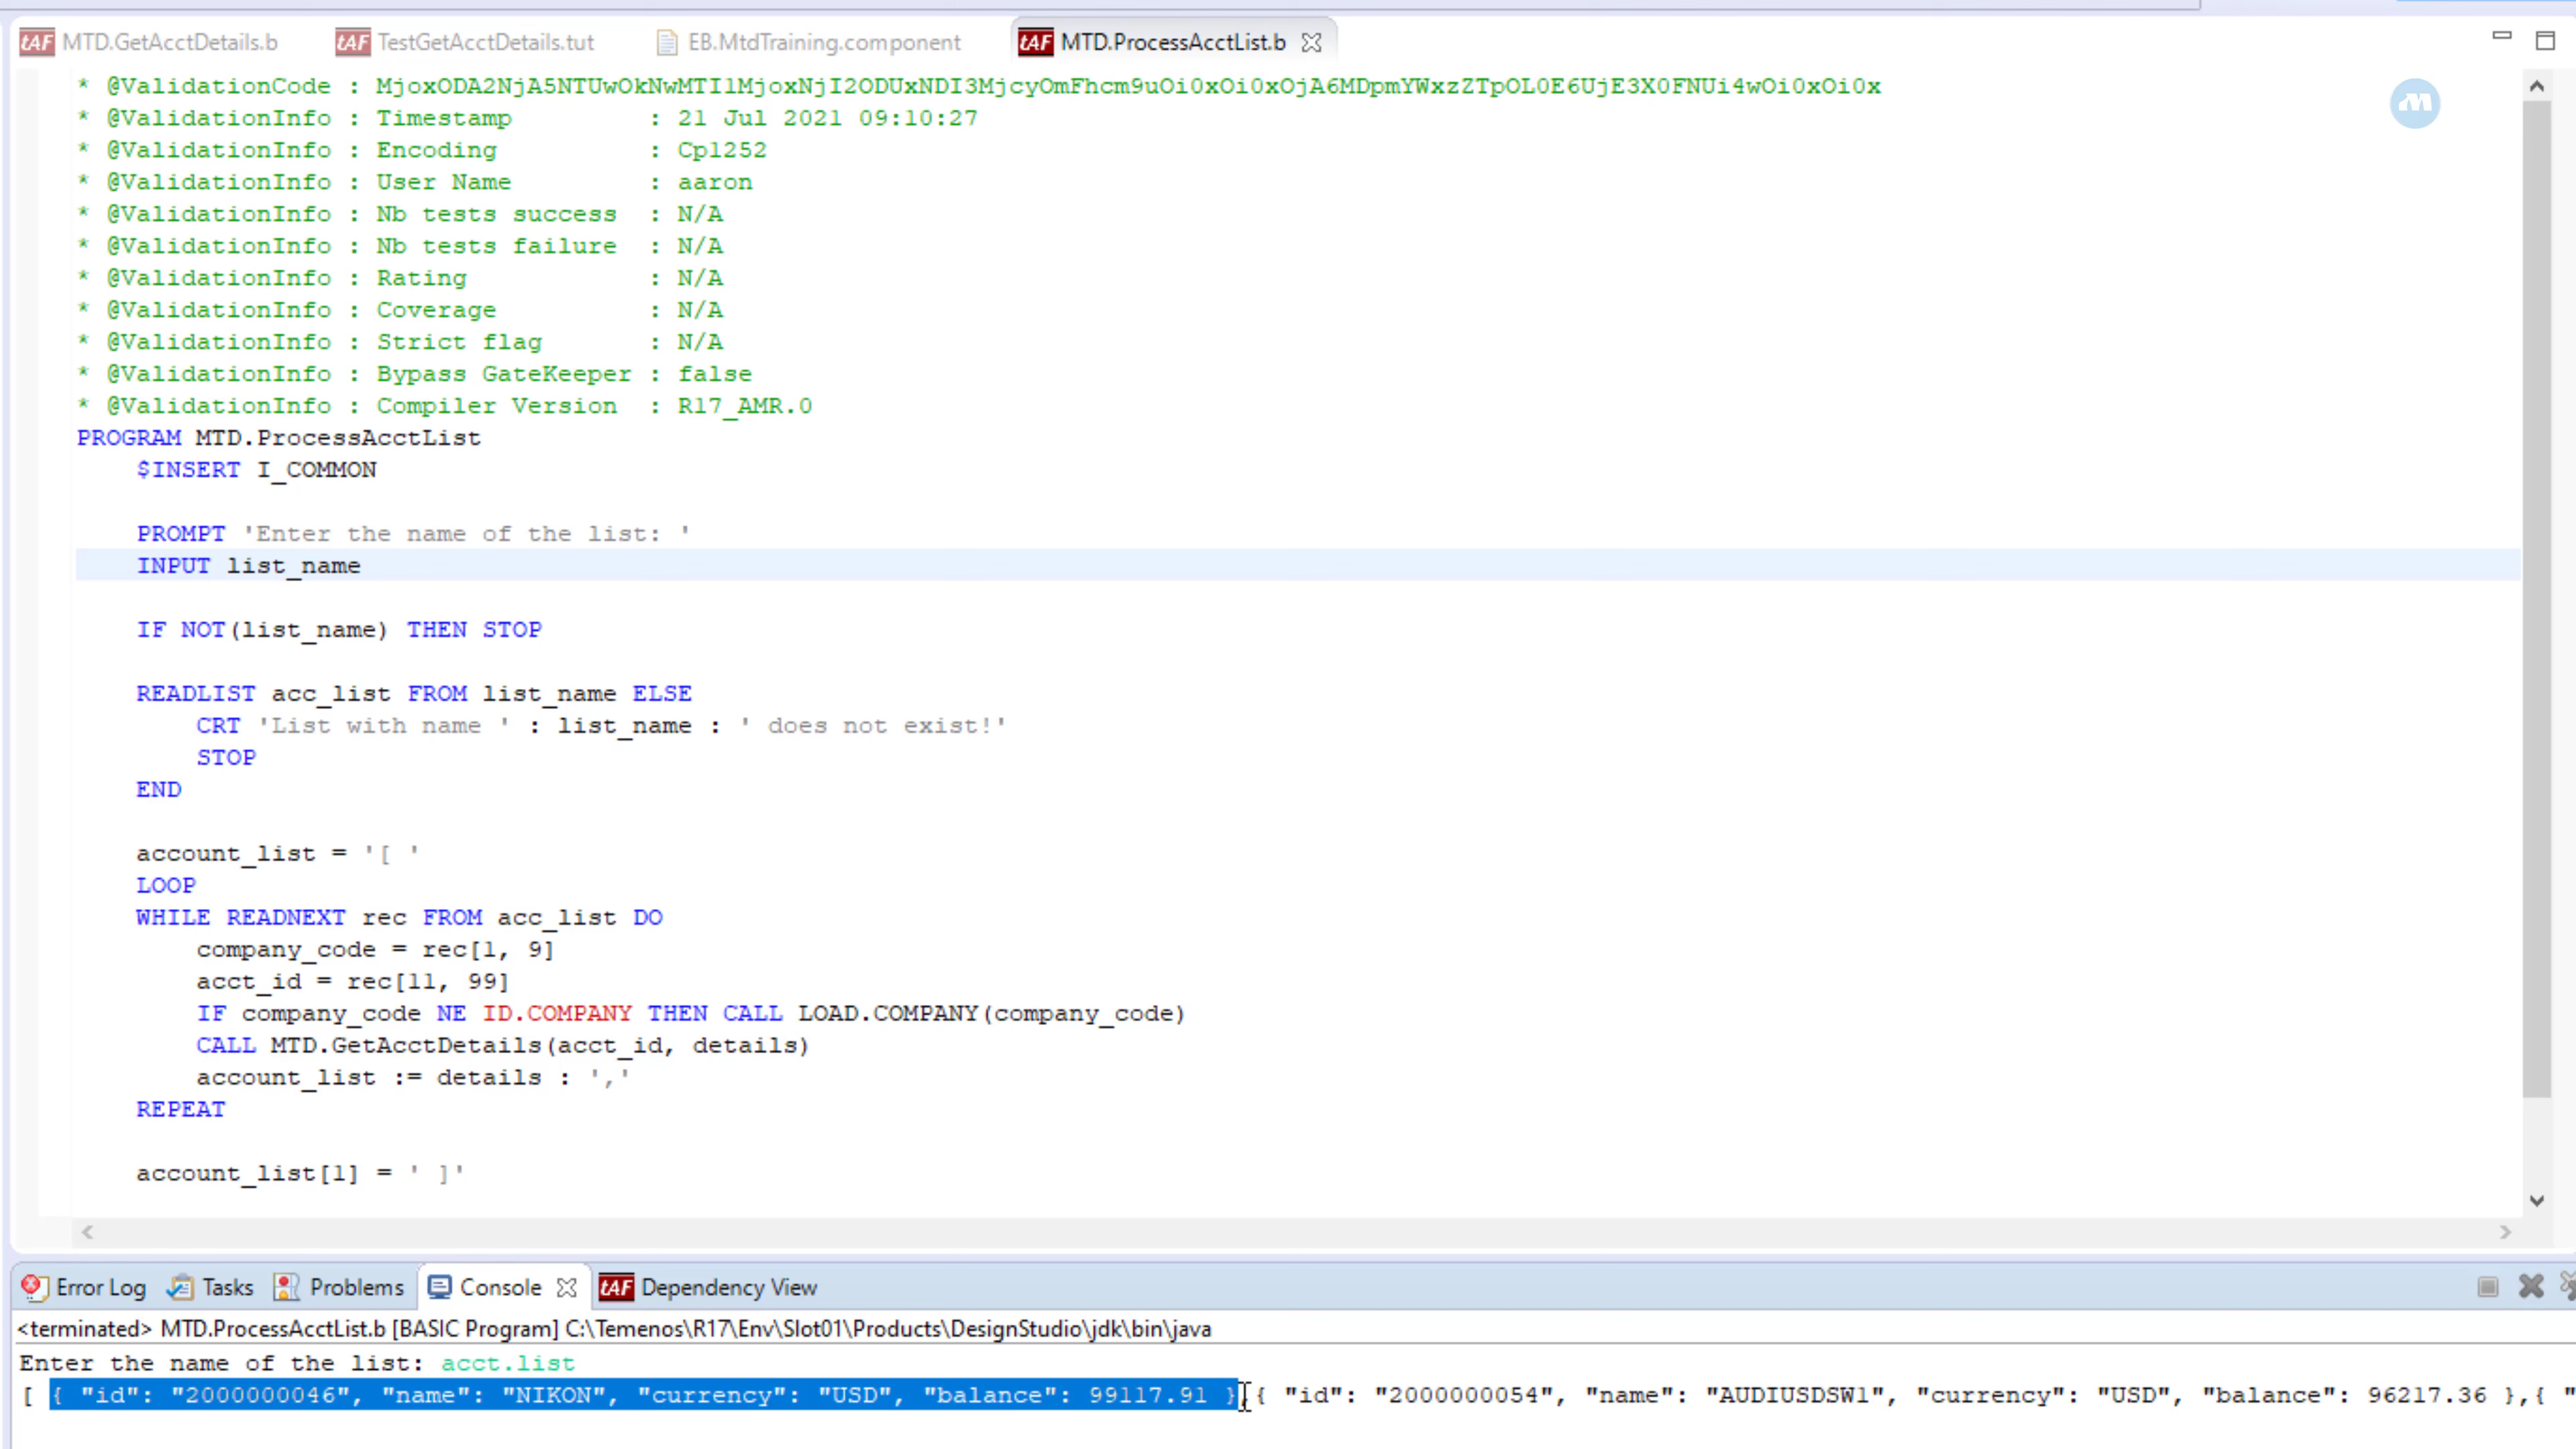 tAF MTD.GetAcctDetails.b tAF TestGetAcctDetails.tut EB.MtdTraining.component tAF MTD.ProcessAcctList.b
* @ValidationCode : MjoxODA2NjA5NTUwOkNwMTI1MjoxNjI2ODUxNDI3MjcyOmFhcm9uOi0xOi0xOjA6MDpmYWxzZTpOL0E6UjE3X0FNUi4wOi0xOi0x
* @ValidationInfo : Timestamp : 21 Jul 2021 09:10:27
* @ValidationInfo : Encoding : Cp1252
* @ValidationInfo : User Name : aaron
* @ValidationInfo : Nb tests success : N/A
* @ValidationInfo : Nb tests failure : N/A
* @ValidationInfo : Rating : N/A
* @ValidationInfo : Coverage : N/A
* @ValidationInfo : Strict flag : N/A
* @ValidationInfo : Bypass GateKeeper : false
* @ValidationInfo : Compiler Version : R17_AMR.0
PROGRAM MTD.ProcessAcctList
$INSERT I_COMMON
PROMPT 'Enter the name of the list: '
INPUT list_name
IF NOT(list_name) THEN STOP
READLIST acc_list FROM list_name ELSE
CRT 'List with name ' : list_name : ' does not exist!'
STOP
END
account_list = '[ '
LOOP
WHILE READNEXT rec FROM acc_list DO
company_code = rec[1, 9]
acct_id = rec[11, 99]
IF company_code NE ID.COMPANY THEN CALL LOAD.COMPANY(company_code)
CALL MTD.GetAcctDetails(acct_id, details)
account_list := details : ','
REPEAT
account_list[1] = ' ]'
Error Log Tasks Problems Console tAF Dependency View
<terminated> MTD.ProcessAcctList.b [BASIC Program] C:\Temenos\R17\Env\Slot01\Products\DesignStudio\jdk\bin\java
Enter the name of the list: acct.list
[ { "id": "2000000046", "name": "NIKON", "currency": "USD", "balance": 99117.91 },{ "id": "2000000054", "name": "AUDIUSDSW1", "currency": "USD", "balance": 96217.36 },{ "